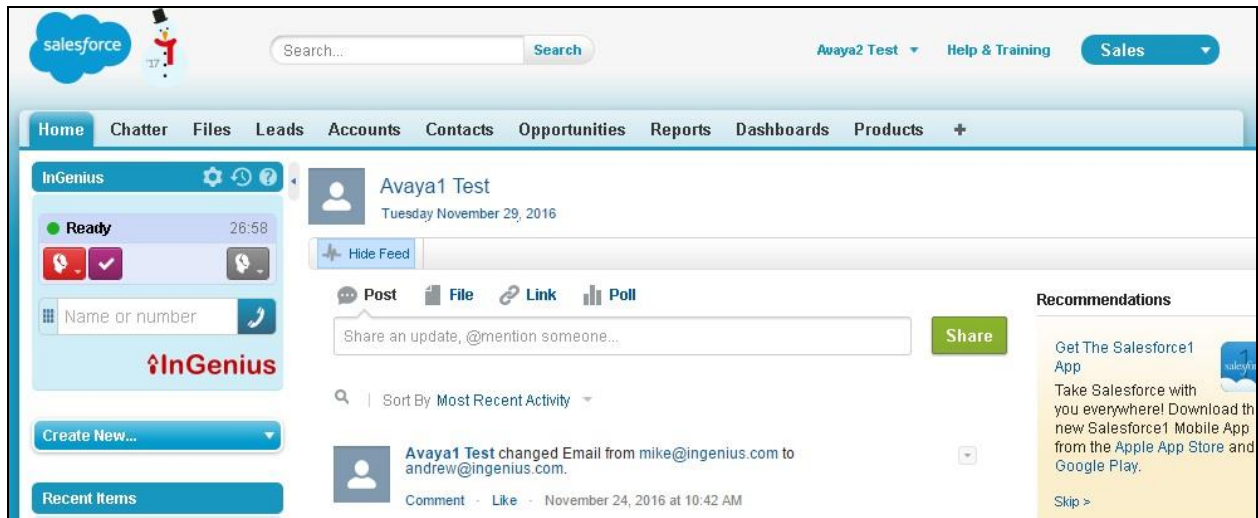 salesforce
'17
Search...
Search
Avaya2 Test
Help & Training
Sales
Home
Chatter
Files
Leads
Accounts
Contacts
Opportunities
Reports
Dashboards
Products
+
InGenius
Ready
26:58
Name or number
InGenius
Create New...
Recent Items
Avaya1 Test
Tuesday November 29, 2016
Hide Feed
Post
File
Link
Poll
Share an update, @mention someone...
Share
Sort By Most Recent Activity
Avaya1 Test changed Email from mike@ingenius.com to
andrew@ingenius.com.
Comment - Like - November 24, 2016 at 10:42 AM
Recommendations
Get The Salesforce1
App
Take Salesforce with
you everywhere! Download th
new Salesforce1 Mobile App
from the Apple App Store and
Google Play.
Skip >